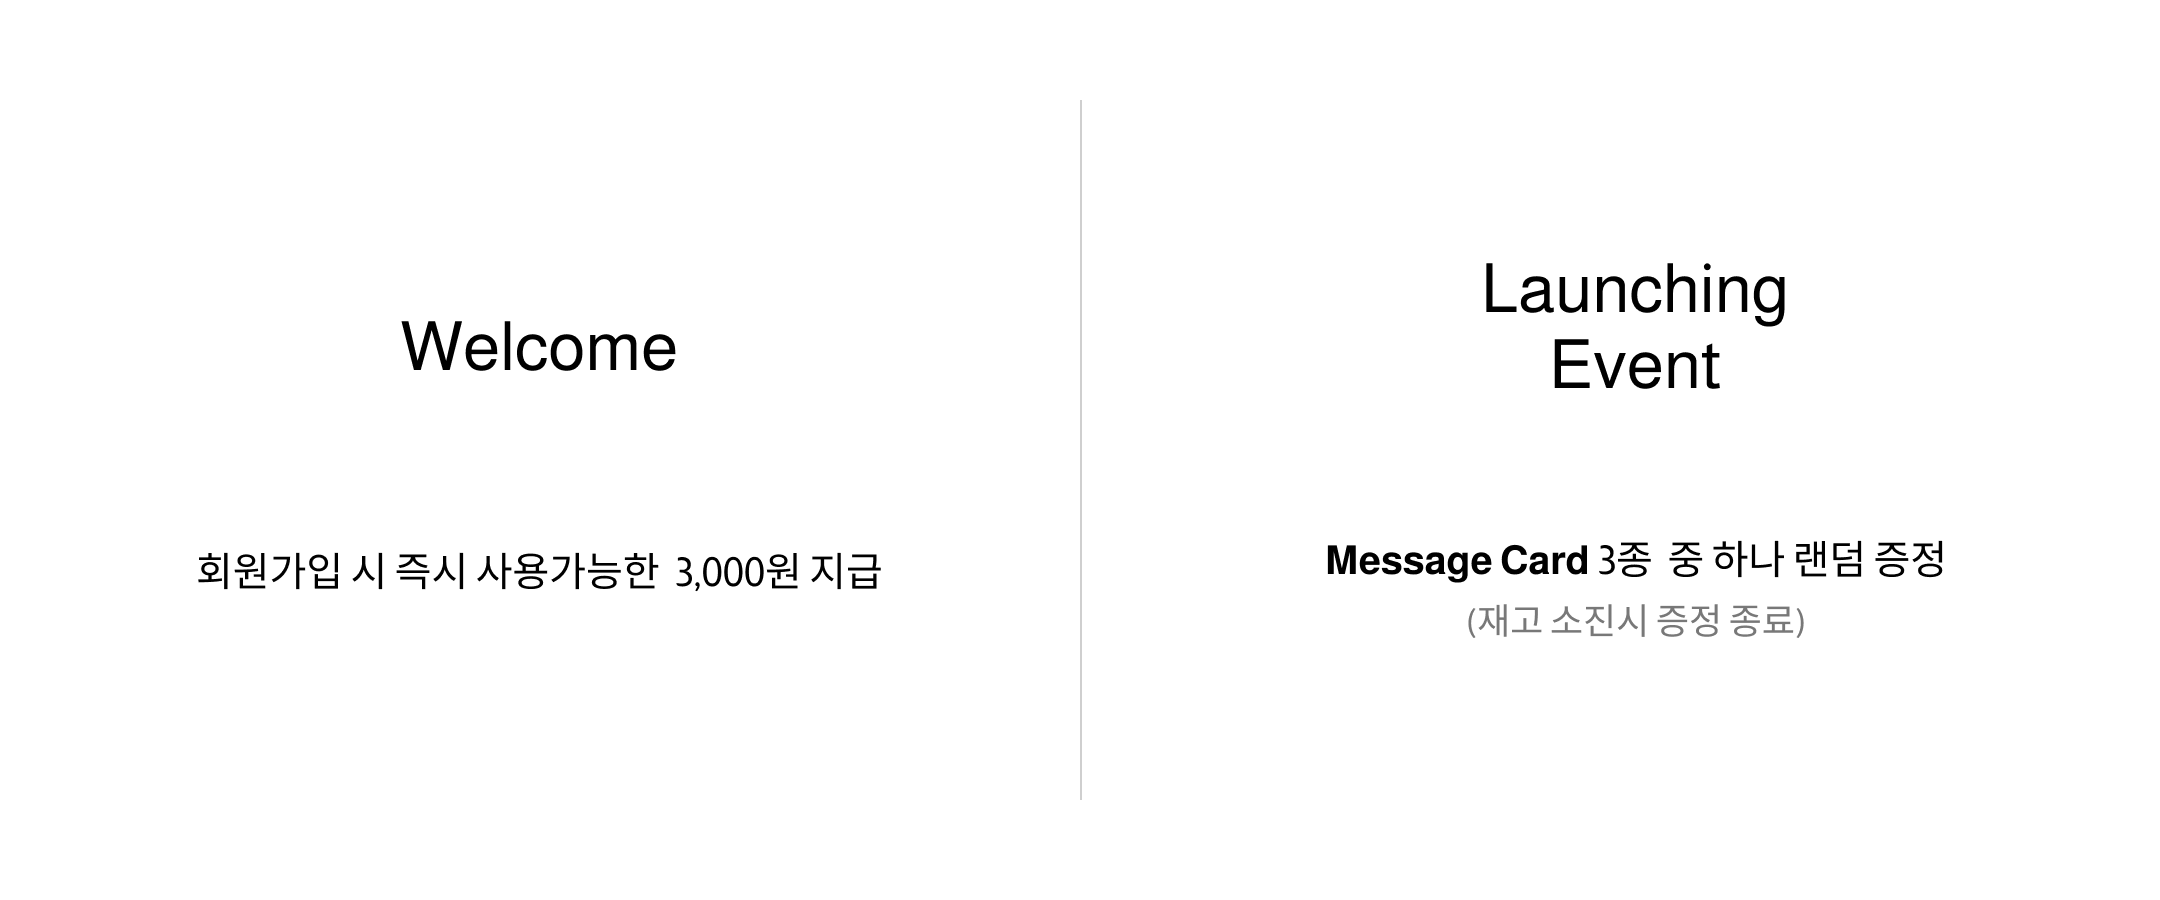 Welcome
회원가입 시 즉시 사용가능한 3,000원 지급
Launching
Event
Message Card 3종 중 하나 랜덤 증정
(재고 소진시 증정 종료)